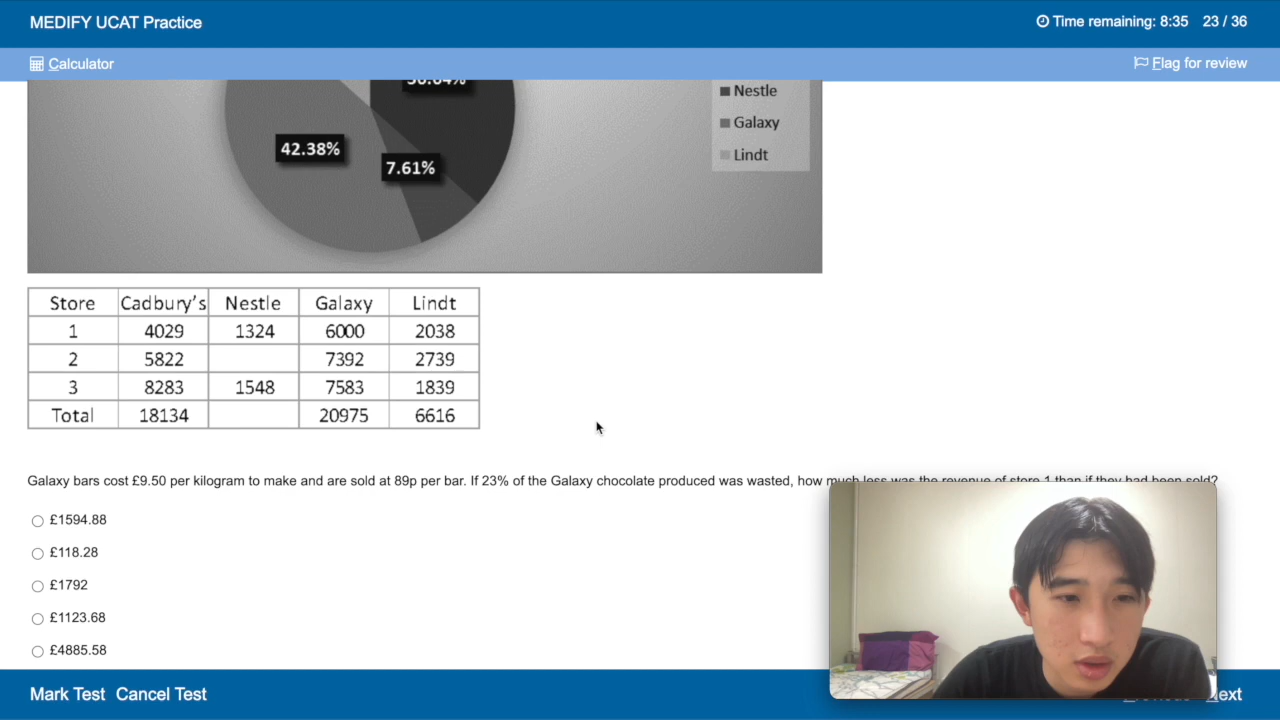 MEDIFY UCAT Practice
Time remaining: 8:35 23 / 36
Calculator
Flag for review
Nestle
Galaxy
Lindt
42.38%
7.61%
Store Cadbury's Nestle Galaxy Lindt
1 4029 1324 6000 2038
2 5822 7392 2739
3 8283 1548 7583 1839
Total 18134 20975 6616
Galaxy bars cost £9.50 per kilogram to make and are sold at 89p per bar. If 23% of the Galaxy chocolate produced was wasted, how much less was the revenue of store 1 than if they had been sold?
£1594.88
£118.28
£1792
£1123.68
£4885.58
Mark Test Cancel Test